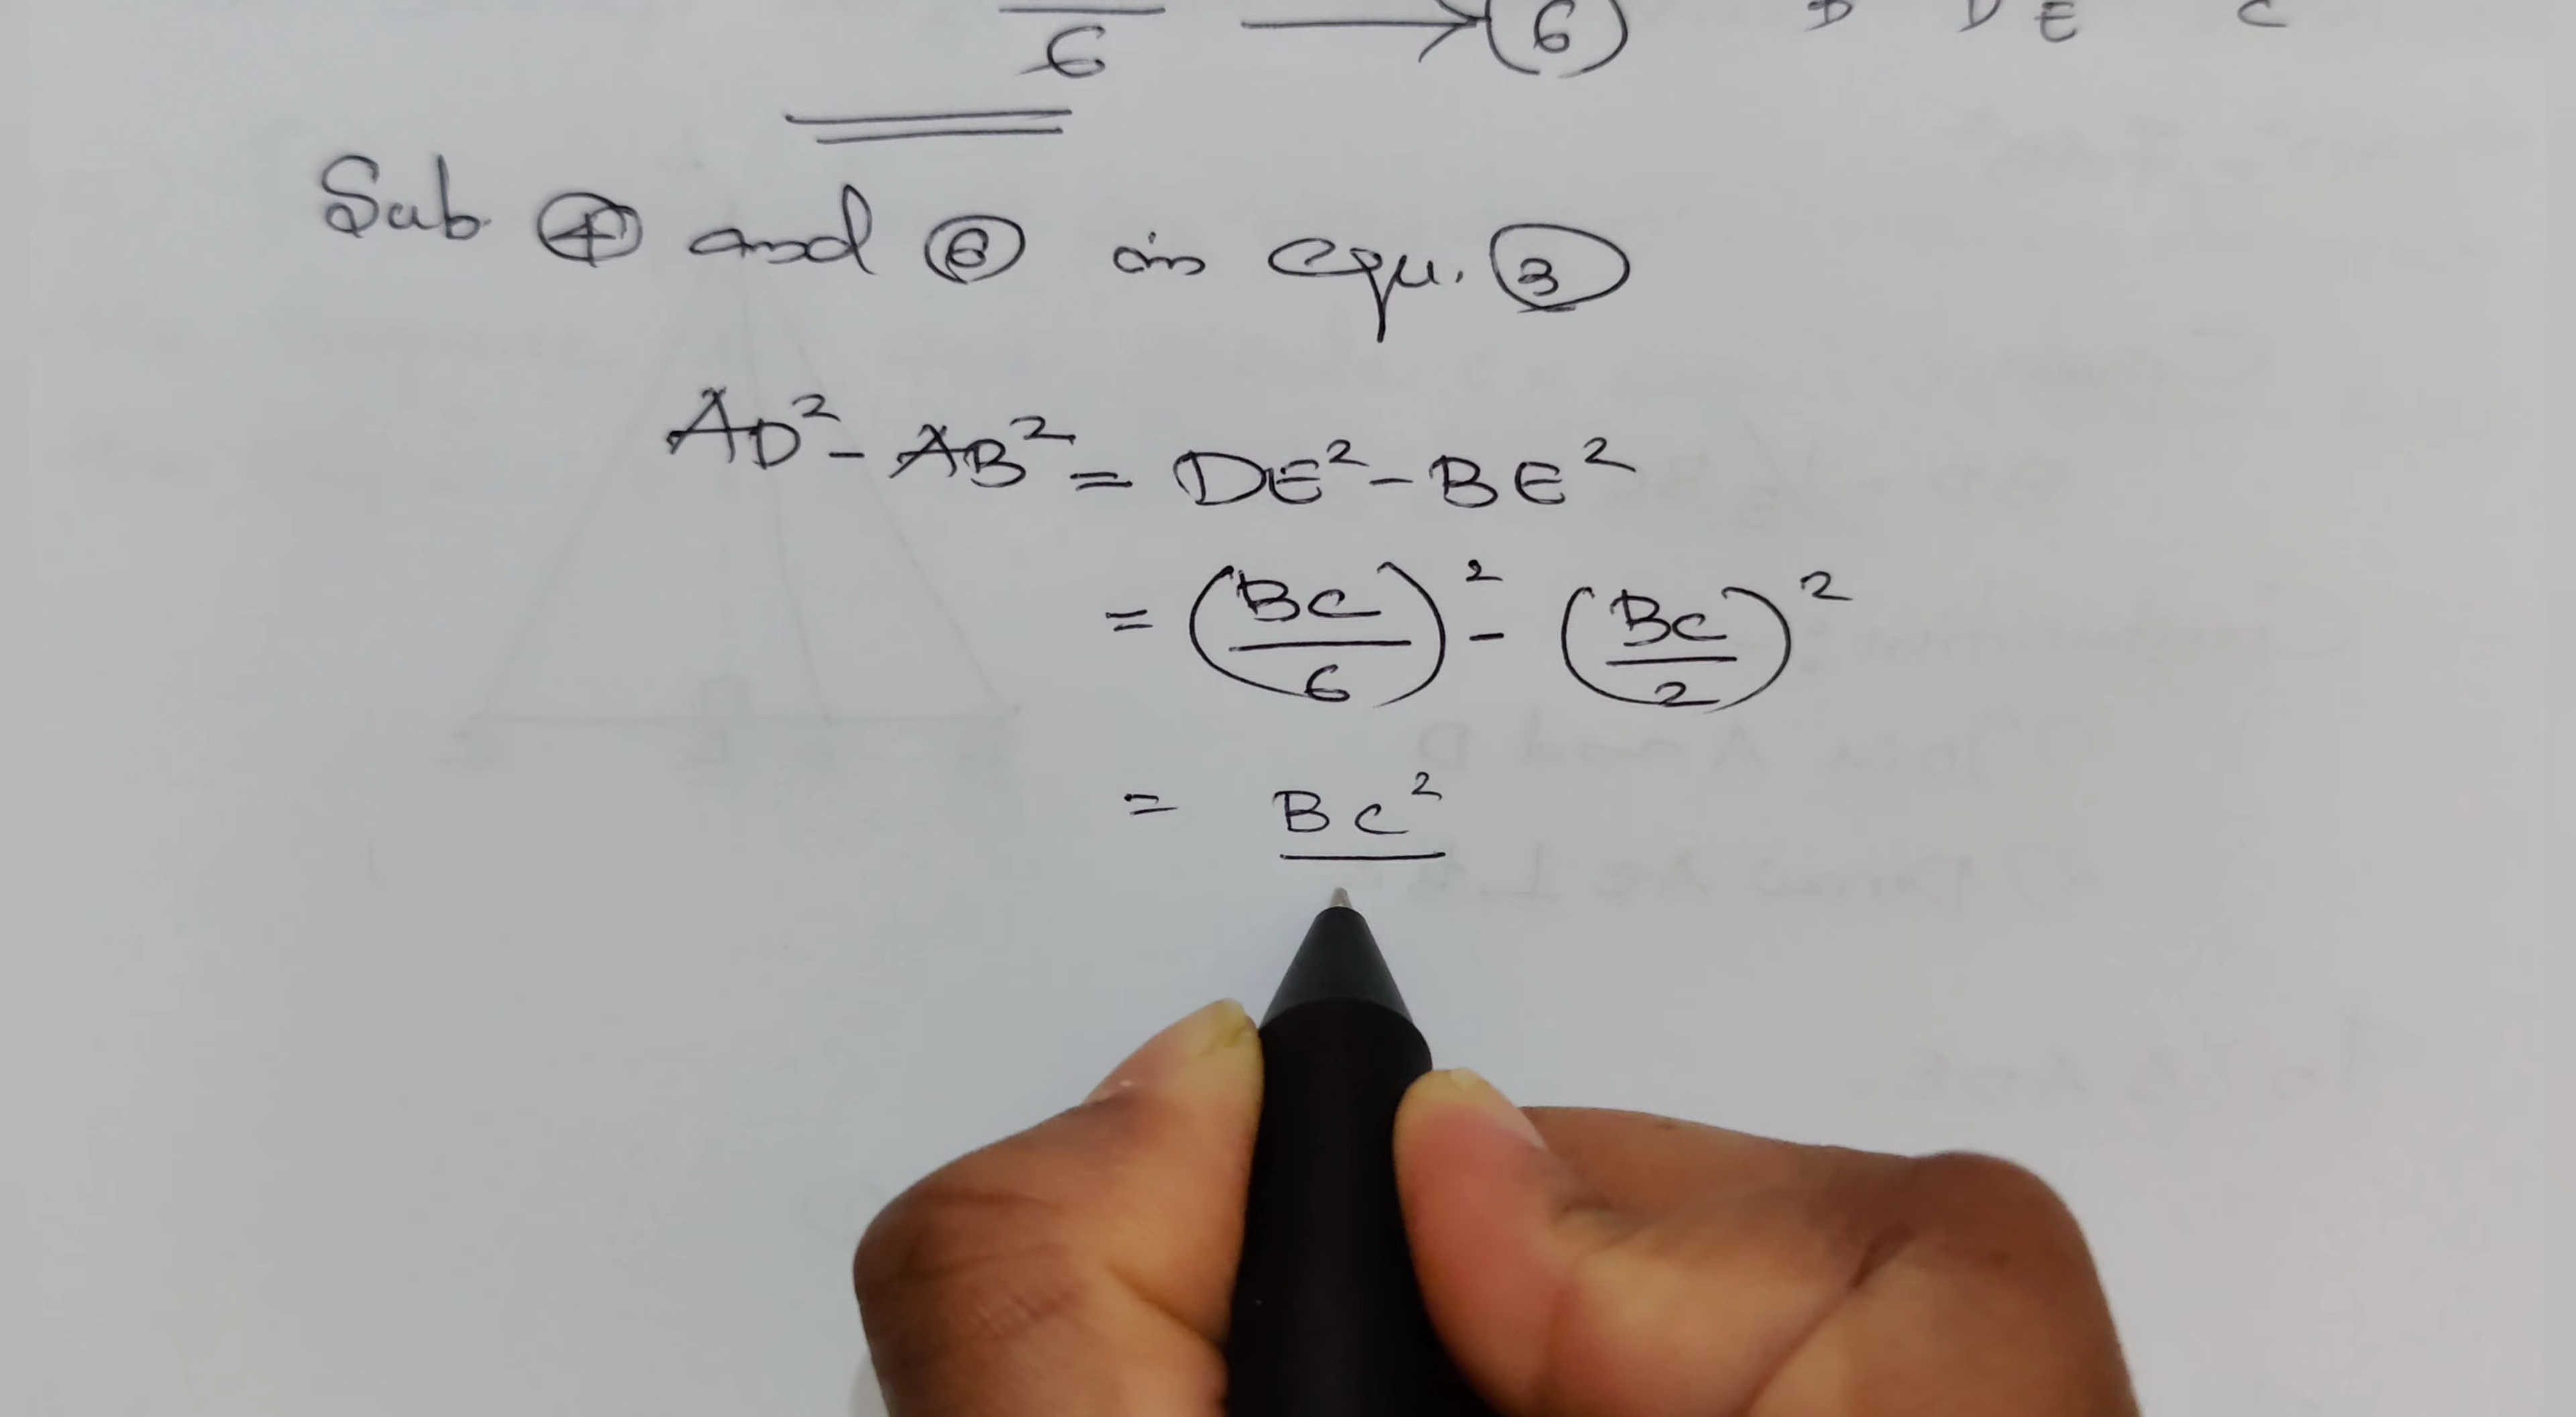 6 → (6) B D E C
Sub ④ and ⑥ in equ. ③
AD² - AB² = DE² - BE²
= (BC/6)² - (BC/2)²
= BC²